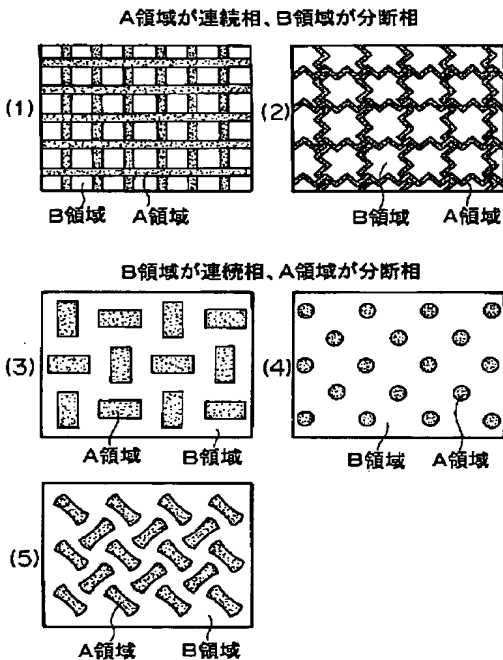 A領域が連続相、B領域が分断相
(1)
(2)
B領域 A領域
B領域 A領域
B領域が連続相、A領域が分断相
(3)
(4)
A領域 B領域
B領域 A領域
(5)
A領域 B領域